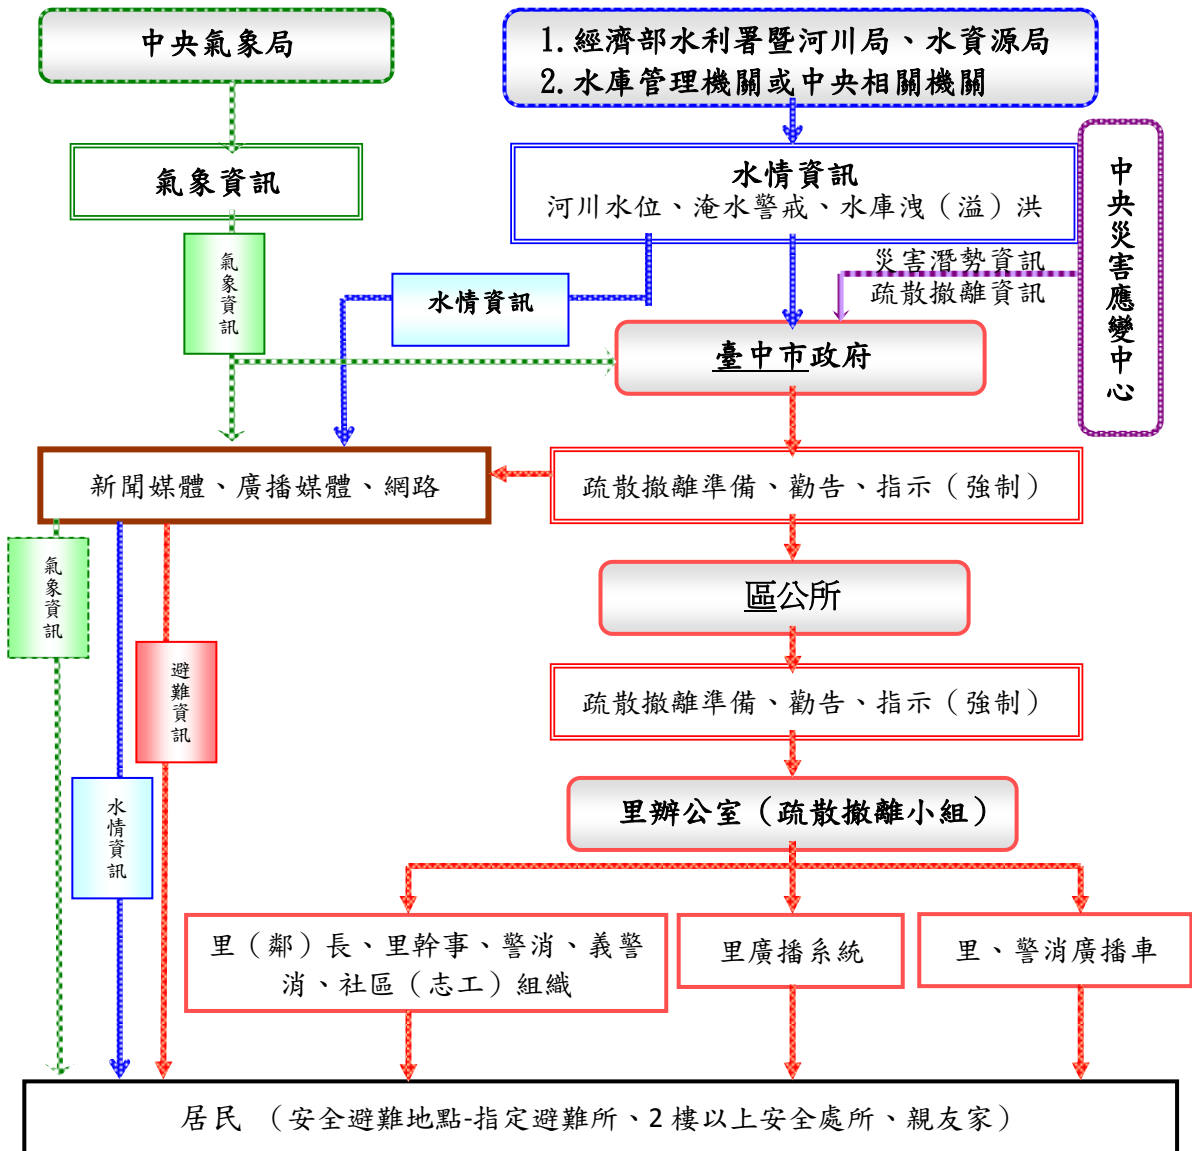 中央氣象局
1. 經濟部水利署暨河川局、水資源局
2. 水庫管理機關或中央相關機關
氣象資訊
水情資訊
河川水位、淹水警戒、水庫洩（溢）洪
中央災害應變中心
氣象資訊
水情資訊
災害潛勢資訊
疏散撤離資訊
臺中市政府
新聞媒體、廣播媒體、網路
疏散撤離準備、勸告、指示（強制）
氣象資訊
區公所
避難資訊
疏散撤離準備、勸告、指示（強制）
水情資訊
里辦公室（疏散撤離小組）
里（鄰）長、里幹事、警消、義警
消、社區（志工）組織
里廣播系統
里、警消廣播車
居民 （安全避難地點-指定避難所、2 樓以上安全處所、親友家）